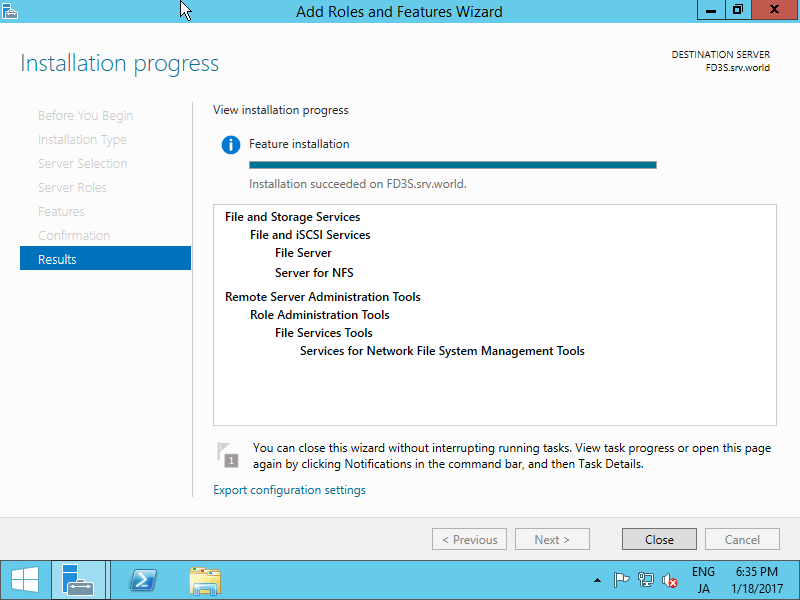 Add Roles and Features Wizard
Installation progress
DESTINATION SERVER
FD3S.srv.world
Before You Begin
Installation Type
Server Selection
Server Roles
Features
Confirmation
Results
View installation progress
Feature installation
Installation succeeded on FD3S.srv.world.
File and Storage Services
File and iSCSI Services
File Server
Server for NFS
Remote Server Administration Tools
Role Administration Tools
File Services Tools
Services for Network File System Management Tools
1
You can close this wizard without interrupting running tasks. View task progress or open this page
again by clicking Notifications in the command bar, and then Task Details.
Export configuration settings
< Previous
Next >
Close
Cancel
ENG
JA
6:35 PM
1/18/2017